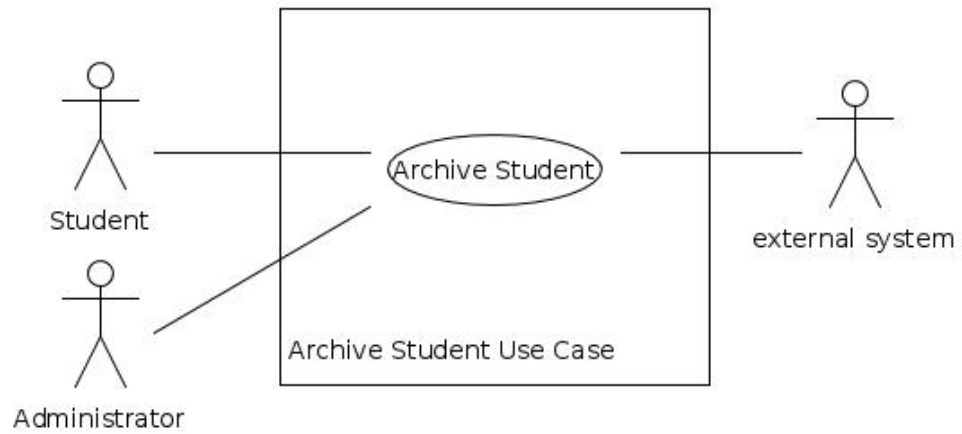 Archive Student
Student
external system
Archive Student Use Case
Administrator